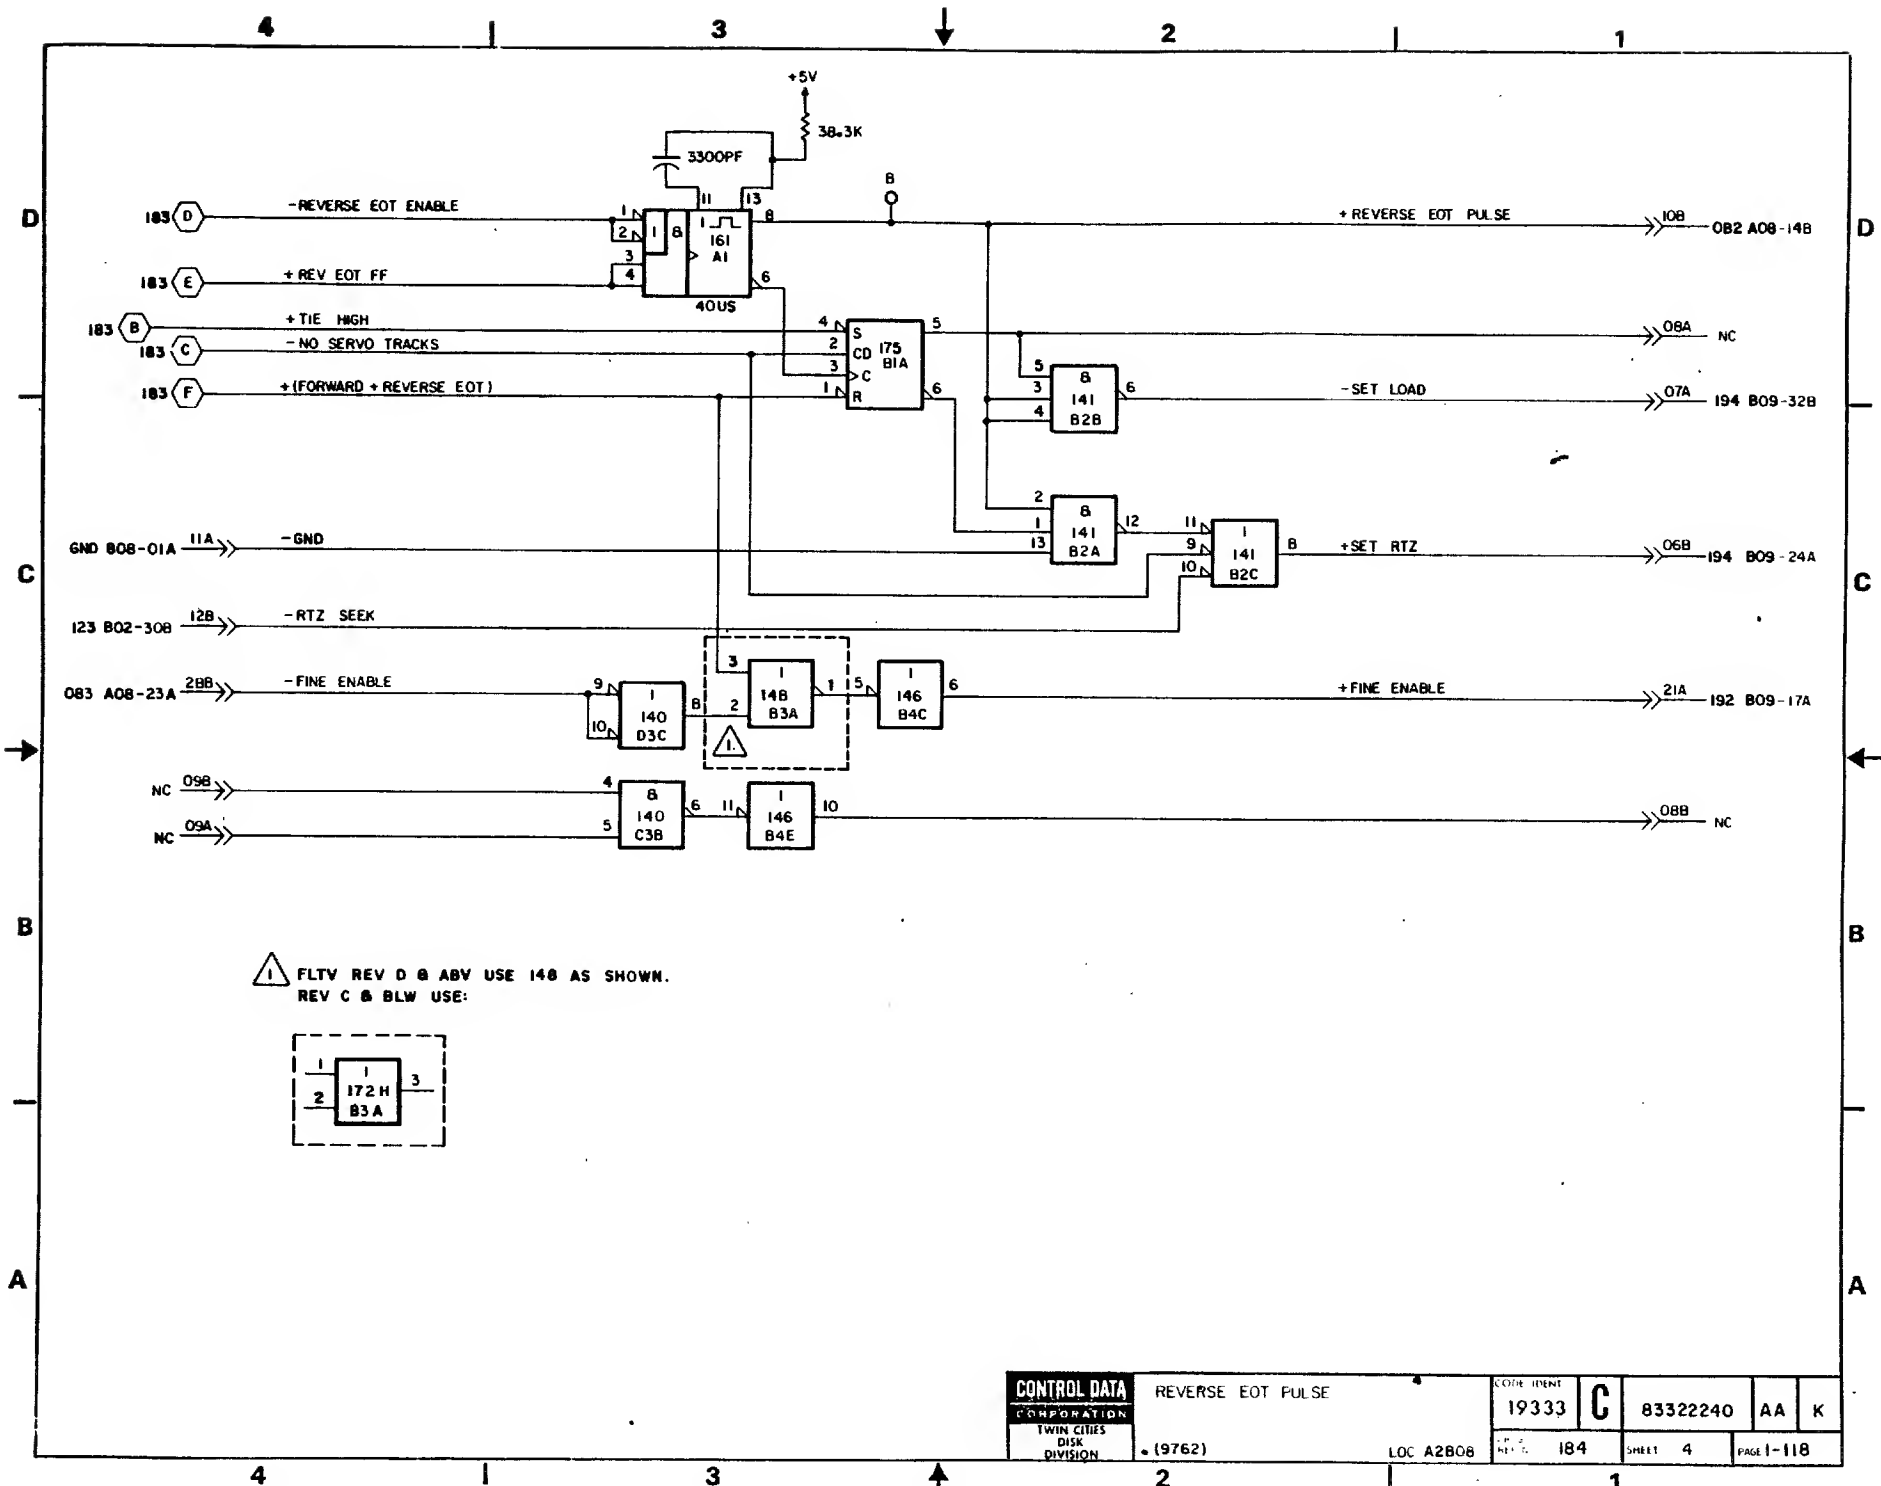 4 3 2 1
+5V
38.3K
3300PF
11 13
B
D 183 D -REVERSE EOT ENABLE 1 2 1 & 1 161 A1 8 +REVERSE EOT PULSE 10B 0B2 A08-14B D
183 E +REV EOT FF 3 4 6
40US
183 B +TIE HIGH 4 S 5 08A NC
183 C -NO SERVO TRACKS 2 CD 175 B1A
3 C
183 F +(FORWARD + REVERSE EOT) 1 R 6
5 3 4 & 141 B2B 6 -SET LOAD 07A 194 B09-32B
2 1 13 & 141 B2A 12
GND B08-01A 11A -GND
C 11 9 10 1 141 B2C 8 +SET RTZ 06B 194 B09-24A C
123 B02-30B 12B -RTZ SEEK
083 A08-23A 28B -FINE ENABLE 9 10 1 140 D3C 8
3 2 1 148 B3A 1
1
5 1 146 B4C 6 +FINE ENABLE 21A 192 B09-17A
NC 09B 4
NC 09A 5
& 140 C3B 6 11 1 146 B4E 10 08B NC
B B
1 FLTV REV D & ABV USE 148 AS SHOWN.
REV C & BLW USE:
1 2 1 172H B3A 3
A A
CONTROL DATA
CORPORATION
TWIN CITIES
DISK
DIVISION
REVERSE EOT PULSE
(9762)
LOC A2B08
CODE IDENT
19333 C 83322240 AA K
184 SHEET 4 PAGE 1-118
4 3 2 1